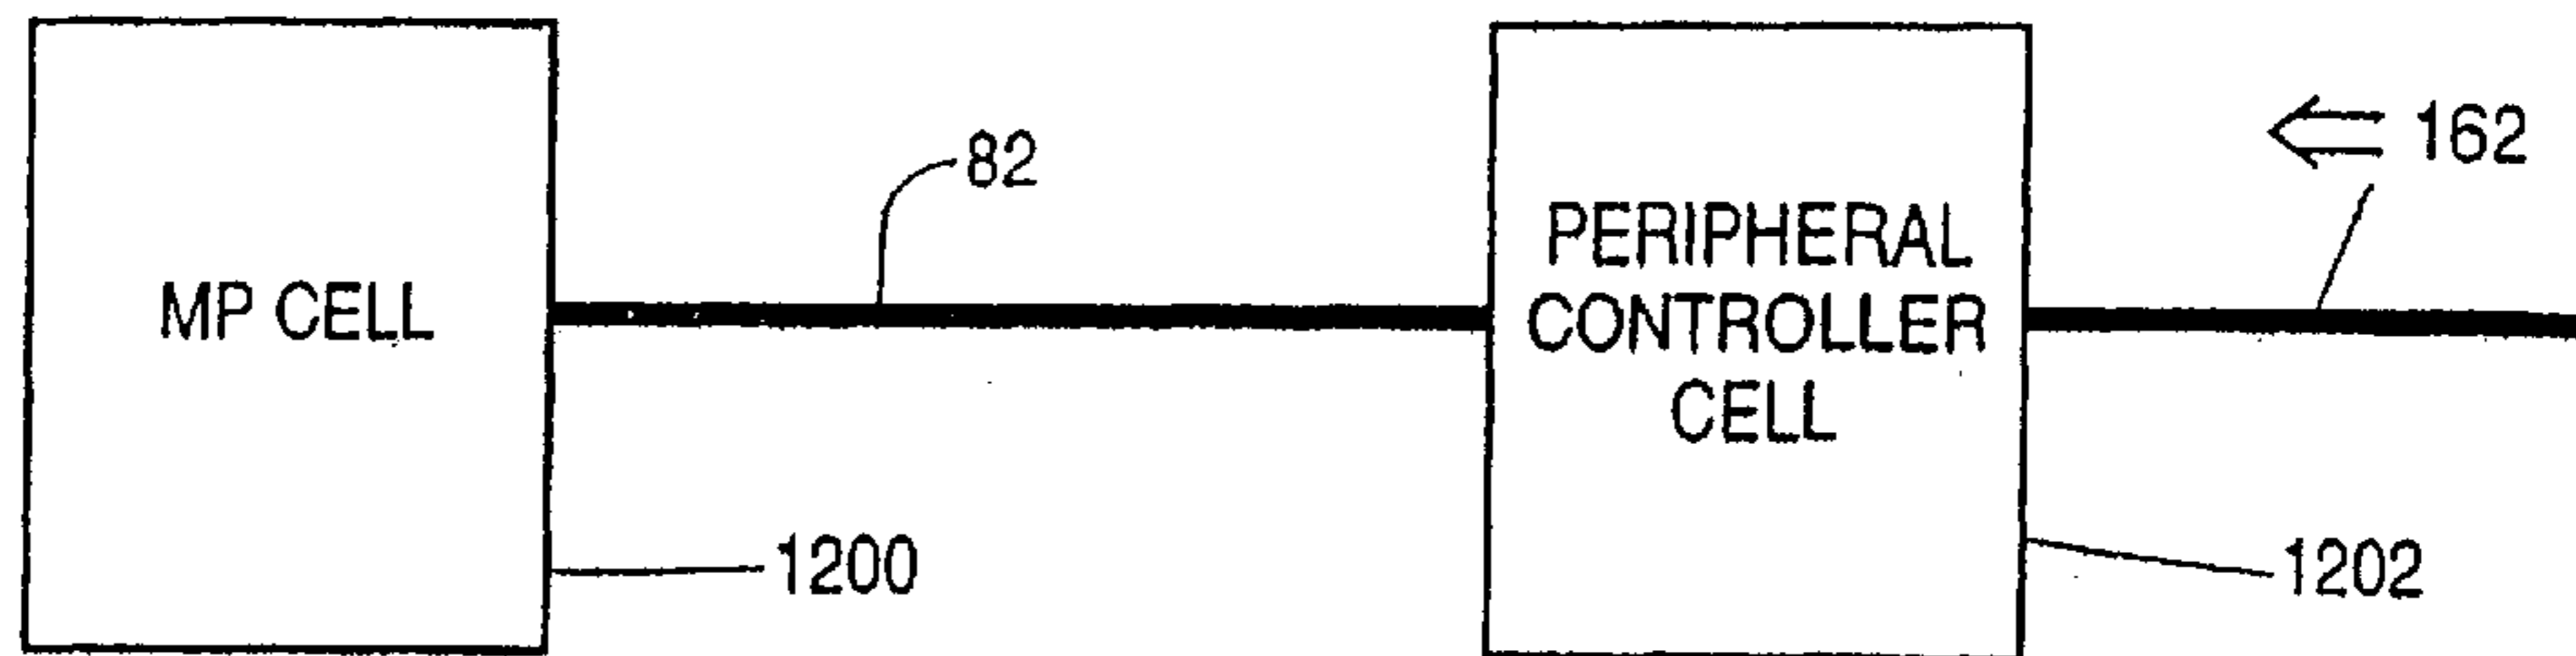 162
82
MP CELL
PERIPHERAL
CONTROLLER
CELL
1200
1202